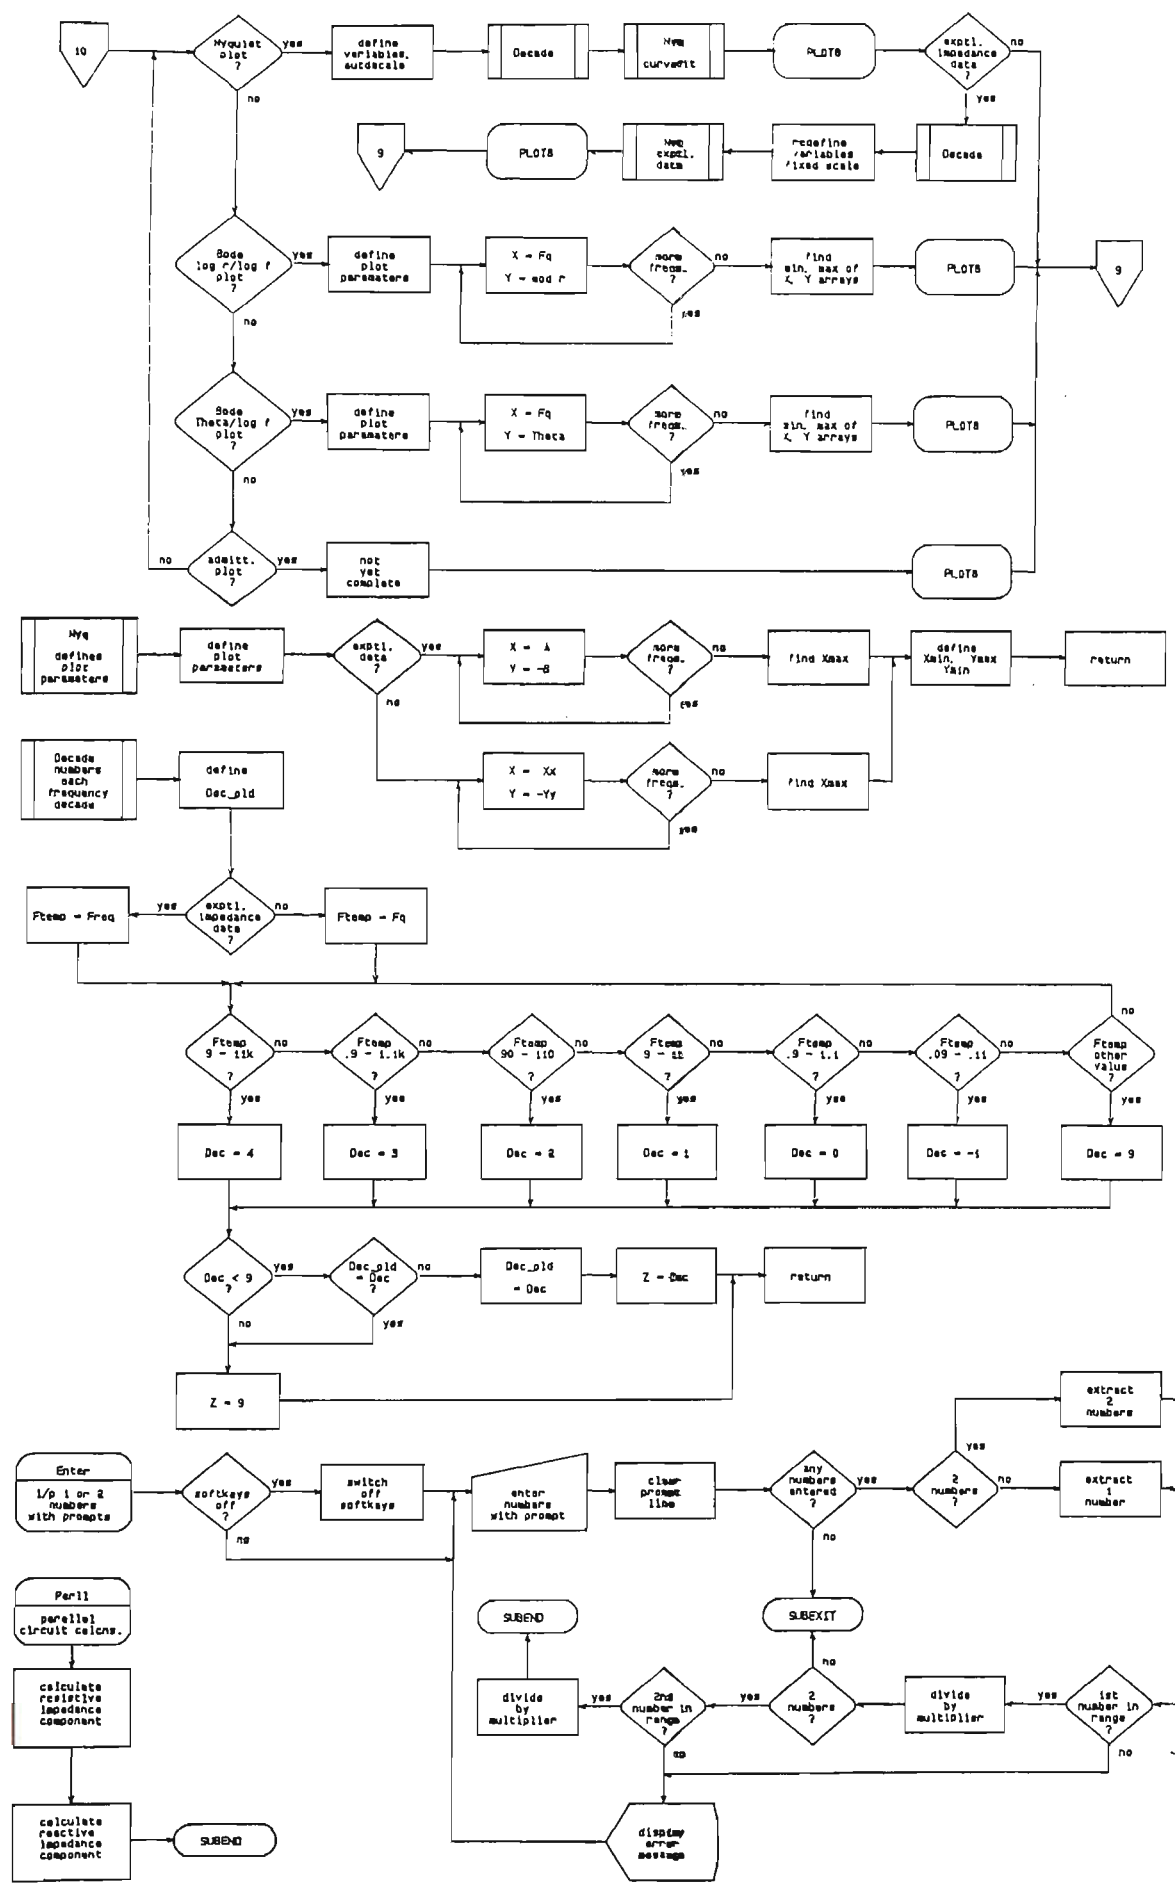 10
Nyquist
plot
?
yes
define
variables,
autoscale
Decade
Nyq
curvefit
PLOT8
exptl.
impedance
data
?
no
yes
no
9
PLOT8
Nyq
exptl.
data
redefine
variables
fixed scale
Decade
Bode
log r/log f
plot
?
yes
define
plot
parameters
X = Fq
Y = mod r
more
freqs.
?
no
find
min, max of
X, Y arrays
PLOT8
9
yes
no
Bode
Theta/log f
plot
?
yes
define
plot
parameters
X = Fq
Y = Theta
more
freqs.
?
no
find
min, max of
X, Y arrays
PLOT8
yes
no
no
admitt.
plot
?
yes
not
yet
complete
PLOT8
Nyq
defines
plot
parameters
define
plot
parameters
exptl.
data
?
yes
X = A
Y = -B
more
freqs.
?
no
find Xmax
define
Xmin, Ymax
Ymin
return
yes
no
Decade
numbers
each
frequency
decade
define
Dec_old
X = Xx
Y = -Yy
more
freqs.
?
no
find Xmax
yes
Ftemp = Freq
yes
exptl.
impedance
data
?
no
Ftemp = Fq
no
Ftemp
9 - 11k
?
no
Ftemp
.9 - 1.1k
?
no
Ftemp
90 - 110
?
no
Ftemp
9 - 11
?
no
Ftemp
.9 - 1.1
?
no
Ftemp
.09 - .11
?
no
Ftemp
other
value
?
yes
yes
yes
yes
yes
yes
yes
Dec = 4
Dec = 3
Dec = 2
Dec = 1
Dec = 0
Dec = -1
Dec = 9
Dec < 9
?
yes
Dec_old
= Dec
?
no
Dec_old
= Dec
Z = Dec
return
no
yes
Z = 9
extract
2
numbers
yes
Enter
i/p 1 or 2
numbers
with prompts
softkeys
off
?
yes
switch
off
softkeys
enter
numbers
with prompt
clear
prompt
line
any
numbers
entered
?
yes
2
numbers
?
no
extract
1
number
no
no
Parll
parallel
circuit calcns.
SUBEND
SUBEXIT
no
calculate
resistive
impedance
component
divide
by
multiplier
yes
2nd
number in
range
?
yes
2
numbers
?
divide
by
multiplier
yes
1st
number in
range
?
no
no
calculate
reactive
impedance
component
SUBEND
display
error
message